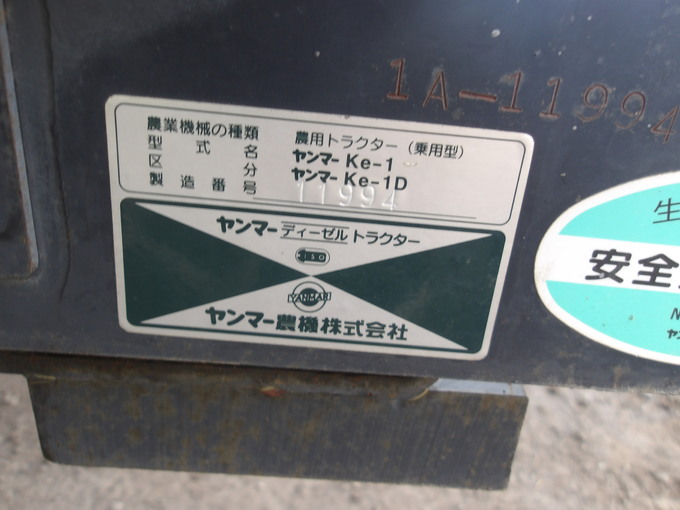 1A-11994
農業機械の種類 農用トラクター(乗用型)
型式名 ヤンマー Ke-1
区分 ヤンマー Ke-1D
製造番号 11994
ヤンマーディーゼルトラクター
YANMAR
ヤンマー農機株式会社
生
安全
N
ヤン